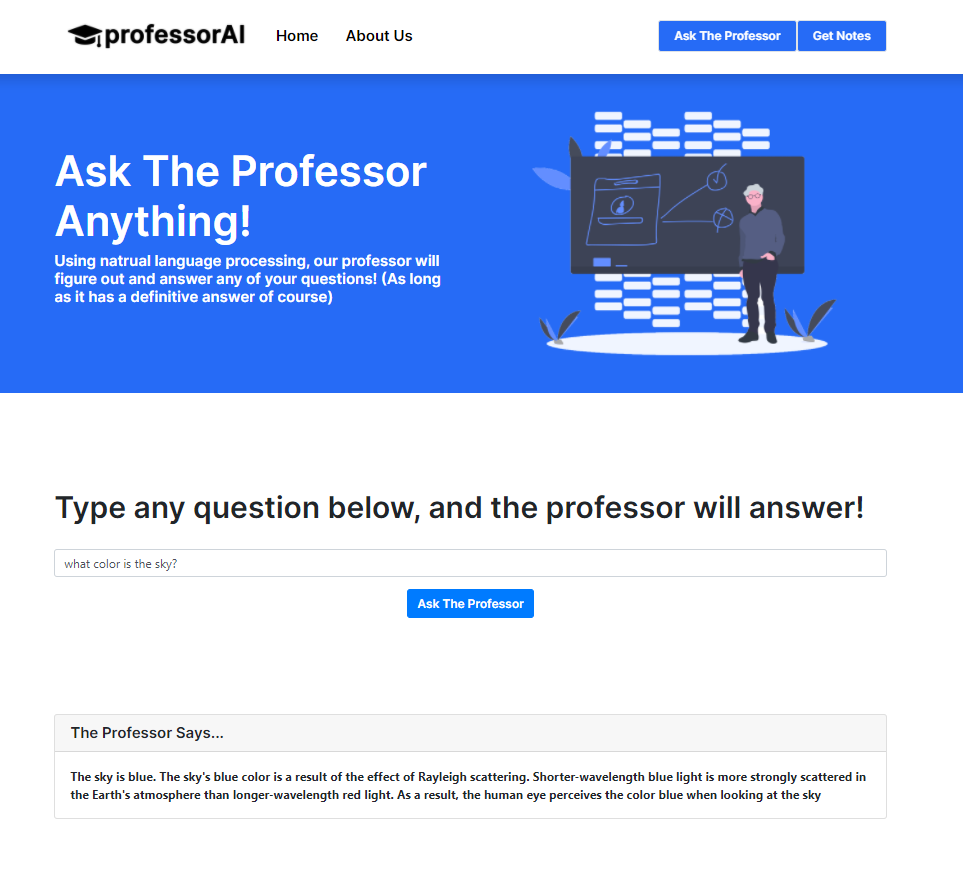 professorAI Home About Us Ask The Professor Get Notes
Ask The Professor
Anything!
Using natrual language processing, our professor will
figure out and answer any of your questions! (As long
as it has a definitive answer of course)
Type any question below, and the professor will answer!
what color is the sky?
Ask The Professor
The Professor Says...
The sky is blue. The sky's blue color is a result of the effect of Rayleigh scattering. Shorter-wavelength blue light is more strongly scattered in
the Earth's atmosphere than longer-wavelength red light. As a result, the human eye perceives the color blue when looking at the sky